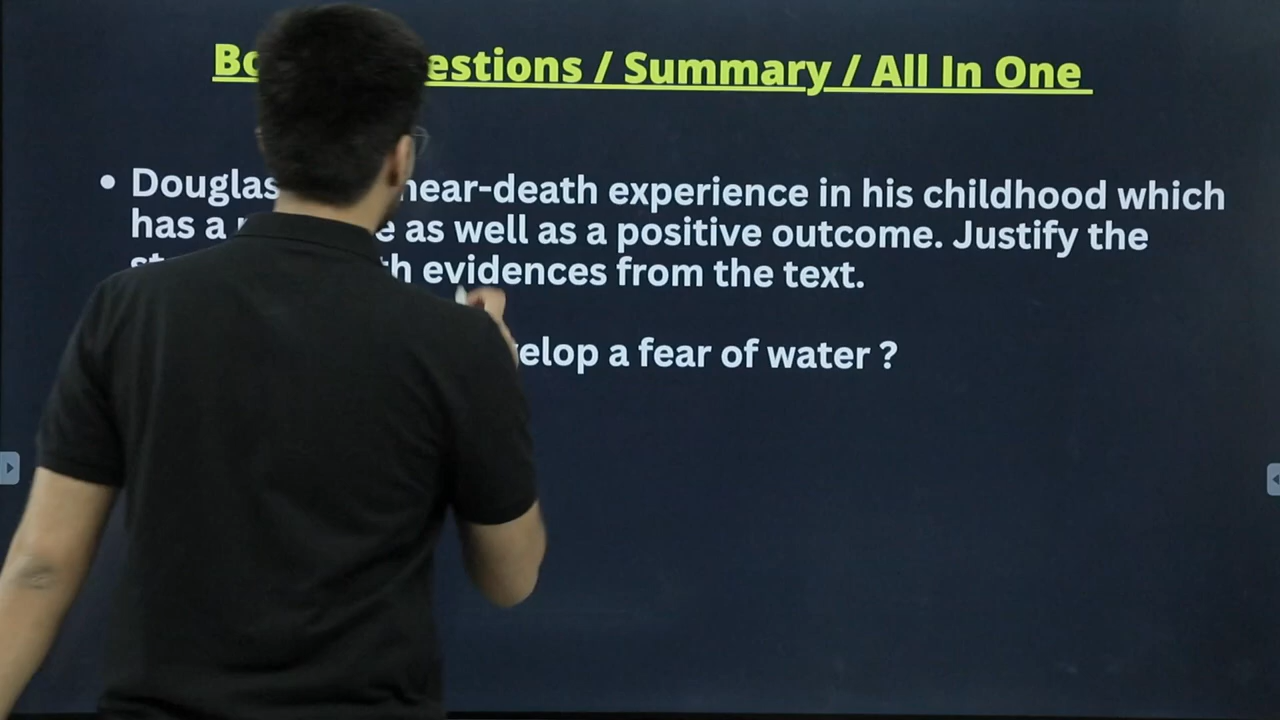 estions / Summary / All In One
• Douglas near-death experience in his childhood which
has a as well as a positive outcome. Justify the
evidences from the text.
a fear of water ?